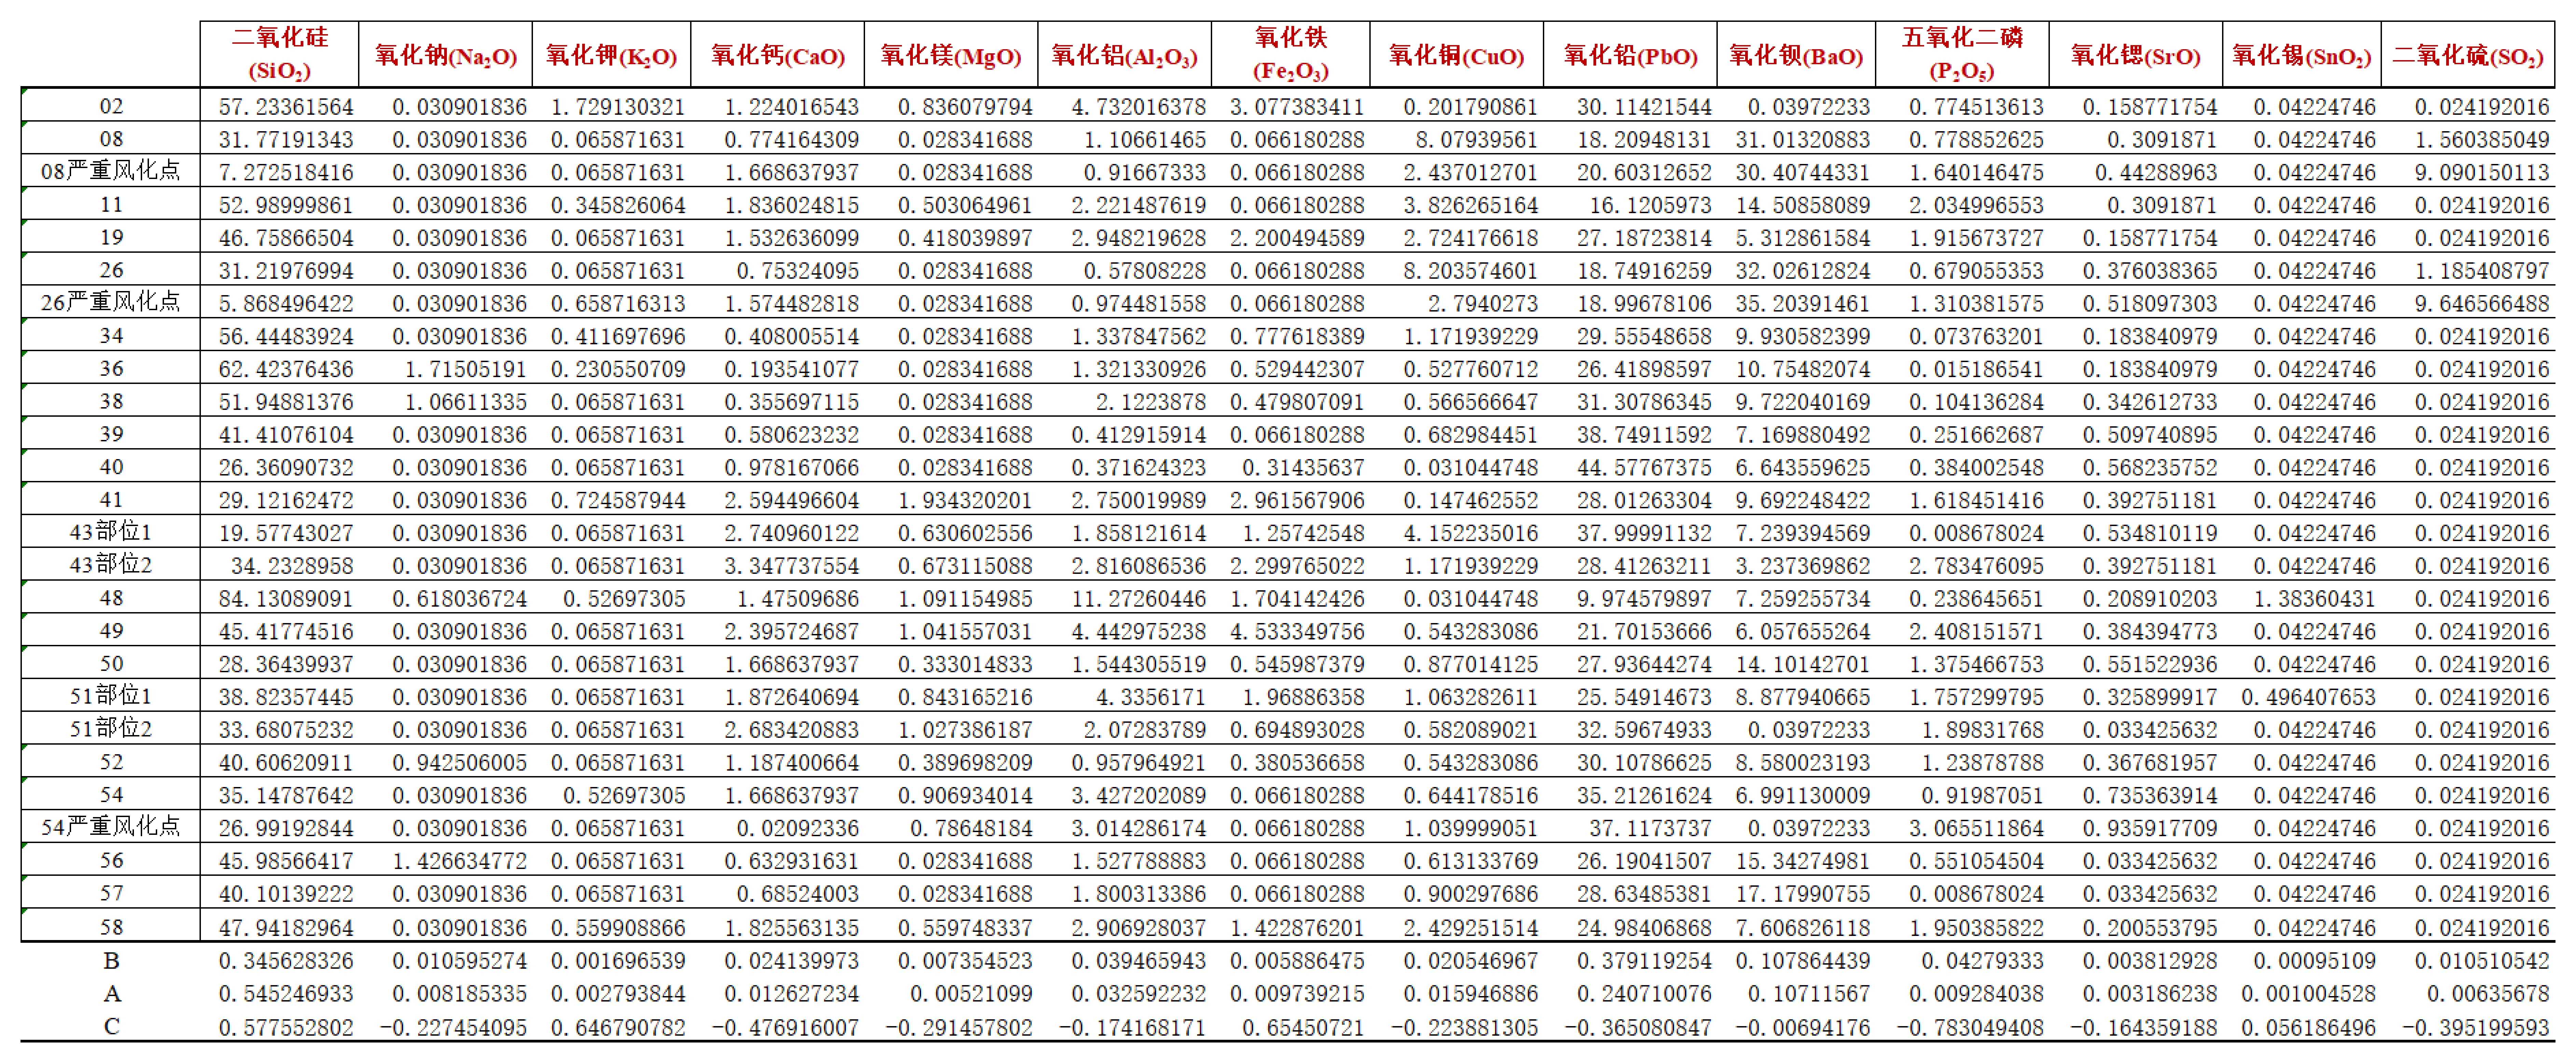 二氧化硅(SiO₂) 氧化钠(Na₂O) 氧化钾(K₂O) 氧化钙(CaO) 氧化镁(MgO) 氧化铝(Al₂O₃) 氧化铁(Fe₂O₃) 氧化铜(CuO) 氧化铅(PbO) 氧化钡(BaO) 五氧化二磷(P₂O₅) 氧化锶(SrO) 氧化锡(SnO₂) 二氧化硫(SO₂)
02 57.23361564 0.030901836 1.729130321 1.224016543 0.836079794 4.732016378 3.077383411 0.201790861 30.11421544 0.03972233 0.774513613 0.158771754 0.04224746 0.024192016
08 31.77191343 0.030901836 0.065871631 0.774164309 0.028341688 1.10661465 0.066180288 8.07939561 18.20948131 31.01320883 0.778852625 0.3091871 0.04224746 1.560385049
08严重风化点 7.272518416 0.030901836 0.065871631 1.668637937 0.028341688 0.91667333 0.066180288 2.437012701 20.60312652 30.40744331 1.640146475 0.44288963 0.04224746 9.090150113
11 52.98999861 0.030901836 0.345826064 1.836024815 0.503064961 2.221487619 0.066180288 3.826265164 16.1205973 14.50858089 2.034996553 0.3091871 0.04224746 0.024192016
19 46.75866504 0.030901836 0.065871631 1.532636099 0.418039897 2.948219628 2.200494589 2.724176618 27.18723814 5.312861584 1.915673727 0.158771754 0.04224746 0.024192016
26 31.21976994 0.030901836 0.065871631 0.75324095 0.028341688 0.57808228 0.066180288 8.203574601 18.74916259 32.02612824 0.679055353 0.376038365 0.04224746 1.185408797
26严重风化点 5.868496422 0.030901836 0.658716313 1.574482818 0.028341688 0.974481558 0.066180288 2.7940273 18.99678106 35.20391461 1.310381575 0.518097303 0.04224746 9.646566488
34 56.44483924 0.030901836 0.411697696 0.408005514 0.028341688 1.337847562 0.777618389 1.171939229 29.55548658 9.930582399 0.073763201 0.183840979 0.04224746 0.024192016
36 62.42376436 1.71505191 0.230550709 0.193541077 0.028341688 1.321330926 0.529442307 0.527760712 26.41898597 10.75482074 0.015186541 0.183840979 0.04224746 0.024192016
38 51.94881376 1.06611335 0.065871631 0.355697115 0.028341688 2.1223878 0.479807091 0.566566647 31.30786345 9.722040169 0.104136284 0.342612733 0.04224746 0.024192016
39 41.41076104 0.030901836 0.065871631 0.580623232 0.028341688 0.412915914 0.066180288 0.682984451 38.74911592 7.169880492 0.251662687 0.509740895 0.04224746 0.024192016
40 26.36090732 0.030901836 0.065871631 0.978167066 0.028341688 0.371624323 0.31435637 0.031044748 44.57767375 6.643559625 0.384002548 0.568235752 0.04224746 0.024192016
41 29.12162472 0.030901836 0.724587944 2.594496604 1.934320201 2.750019989 2.961567906 0.147462552 28.01263304 9.692248422 1.618451416 0.392751181 0.04224746 0.024192016
43部位1 19.57743027 0.030901836 0.065871631 2.740960122 0.630602556 1.858121614 1.25742548 4.152235016 37.99991132 7.239394569 0.008678024 0.534810119 0.04224746 0.024192016
43部位2 34.2328958 0.030901836 0.065871631 3.347737554 0.673115088 2.816086536 2.299765022 1.171939229 28.41263211 3.237369862 2.783476095 0.392751181 0.04224746 0.024192016
48 84.13089091 0.618036724 0.52697305 1.47509686 1.091154985 11.27260446 1.704142426 0.031044748 9.974579897 7.259255734 0.238645651 0.208910203 1.38360431 0.024192016
49 45.41774516 0.030901836 0.065871631 2.395724687 1.041557031 4.442975238 4.533349756 0.543283086 21.70153666 6.057655264 2.408151571 0.384394773 0.04224746 0.024192016
50 28.36439937 0.030901836 0.065871631 1.668637937 0.333014833 1.544305519 0.545987379 0.877014125 27.93644274 14.10142701 1.375466753 0.551522936 0.04224746 0.024192016
51部位1 38.82357445 0.030901836 0.065871631 1.872640694 0.843165216 4.3356171 1.96886358 1.063282611 25.54914673 8.877940665 1.757299795 0.325899917 0.496407653 0.024192016
51部位2 33.68075232 0.030901836 0.065871631 2.683420883 1.027386187 2.07283789 0.694893028 0.582089021 32.59674933 0.03972233 1.89831768 0.033425632 0.04224746 0.024192016
52 40.60620911 0.942506005 0.065871631 1.187400664 0.389698209 0.957964921 0.380536658 0.543283086 30.10786625 8.580023193 1.23878788 0.367681957 0.04224746 0.024192016
54 35.14787642 0.030901836 0.52697305 1.668637937 0.906934014 3.427202089 0.066180288 0.644178516 35.21261624 6.991130009 0.91987051 0.735363914 0.04224746 0.024192016
54严重风化点 26.99192844 0.030901836 0.065871631 0.02092336 0.78648184 3.014286174 0.066180288 1.039999051 37.1173737 0.03972233 3.065511864 0.935917709 0.04224746 0.024192016
56 45.98566417 1.426634772 0.065871631 0.632931631 0.028341688 1.527788883 0.066180288 0.613133769 26.19041507 15.34274981 0.551054504 0.033425632 0.04224746 0.024192016
57 40.10139222 0.030901836 0.065871631 0.68524003 0.028341688 1.800313386 0.066180288 0.900297686 28.63485381 17.17990755 0.008678024 0.033425632 0.04224746 0.024192016
58 47.94182964 0.030901836 0.559908866 1.825563135 0.559748337 2.906928037 1.422876201 2.429251514 24.98406868 7.606826118 1.950385822 0.200553795 0.04224746 0.024192016
B 0.345628326 0.010595274 0.001696539 0.024139973 0.007354523 0.039465943 0.005886475 0.020546967 0.379119254 0.107864439 0.04279333 0.003812928 0.00095109 0.010510542
A 0.545246933 0.008185335 0.002793844 0.012627234 0.00521099 0.032592232 0.009739215 0.015946886 0.240710076 0.10711567 0.009284038 0.003186238 0.001004528 0.00635678
C 0.577552802 -0.227454095 0.646790782 -0.476916007 -0.291457802 -0.174168171 0.65450721 -0.223881305 -0.365080847 -0.00694176 -0.783049408 -0.164359188 0.056186496 -0.395199593